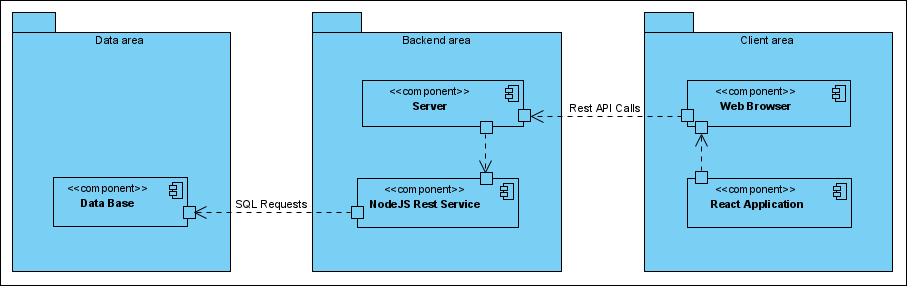 Data area
Backend area
Client area
<<component>>
Server
<<component>>
Web Browser
Rest API Calls
<<component>>
Data Base
SQL Requests
<<component>>
NodeJS Rest Service
<<component>>
React Application